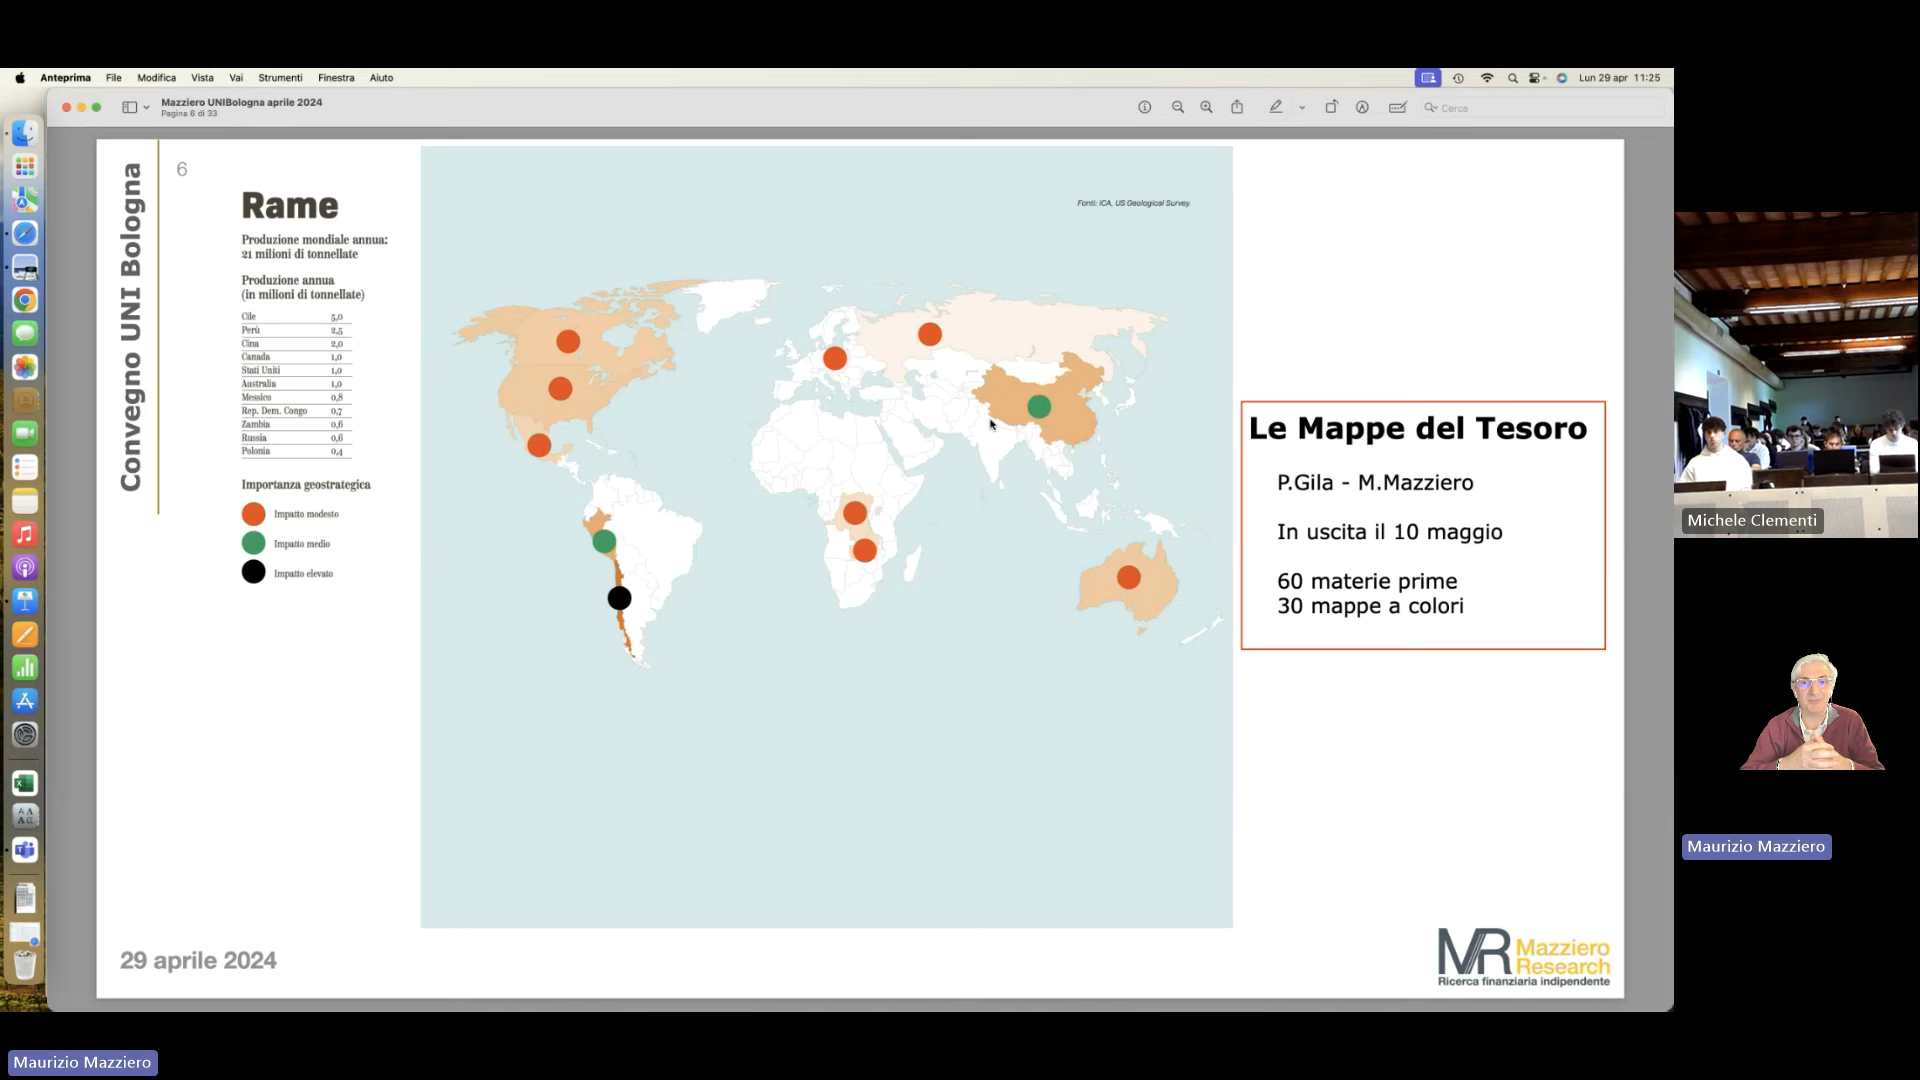 Anteprima File Modifica Vista Vai Strumenti Finestra Aiuto
Lun 29 apr 11:25
Mazziero UNIBologna aprile 2024
Pagina 6 di 33
Cerca
Convegno UNI Bologna
6
Rame
Produzione mondiale annua:
21 milioni di tonnellate
Produzione annua
(in milioni di tonnellate)
Cile 5,0
Perù 2,5
Cina 2,0
Canada 1,0
Stati Uniti 1,0
Australia 1,0
Messico 0,8
Rep. Dem. Congo 0,7
Zambia 0,6
Russia 0,6
Polonia 0,4
Importanza geostrategica
Impatto modesto
Impatto medio
Impatto elevato
Fonti: ICA, US Geological Survey.
Le Mappe del Tesoro
P.Gila - M.Mazziero
In uscita il 10 maggio
60 materie prime
30 mappe a colori
29 aprile 2024
MR Mazziero
Research
Ricerca finanziaria indipendente
Michele Clementi
Maurizio Mazziero
Maurizio Mazziero